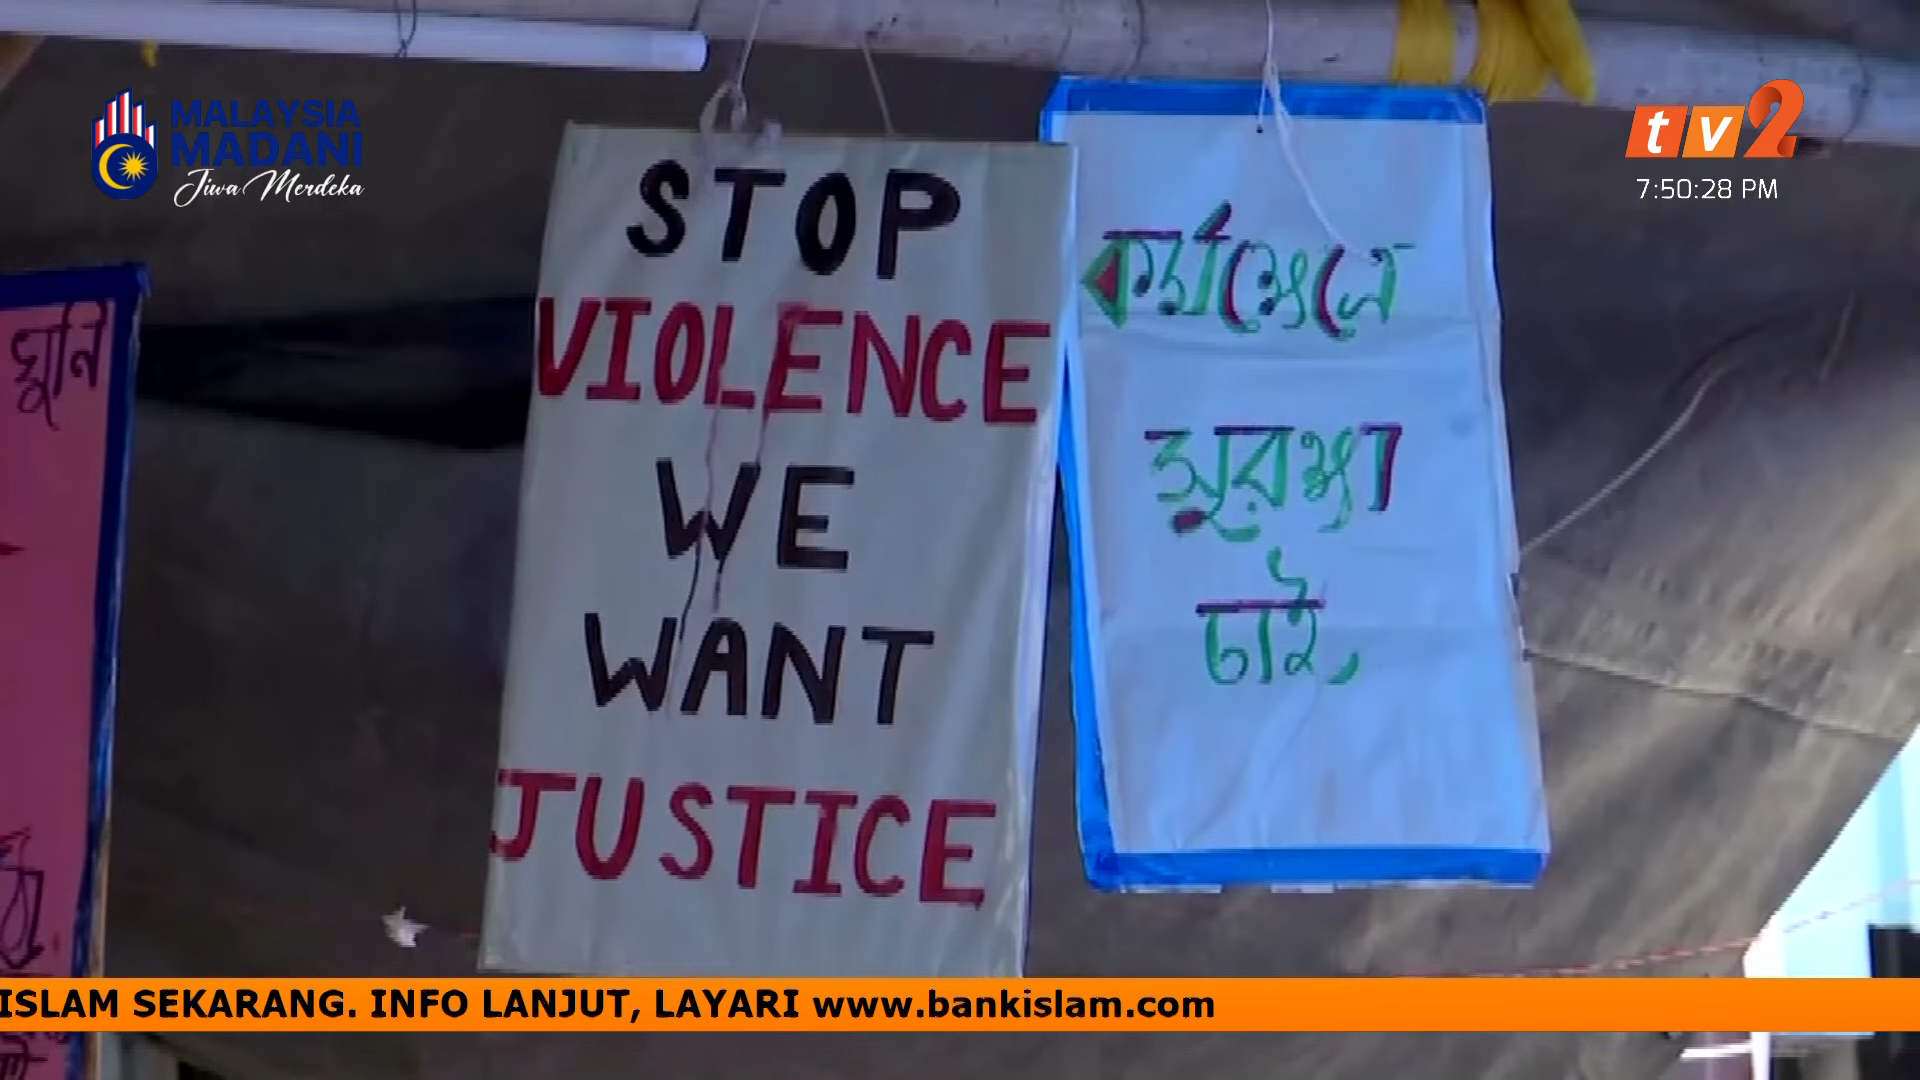 MALAYSIA
MADANI
Jiwa Merdeka
tv2
7:50:28 PM
STOP
VIOLENCE
WE
WANT
JUSTICE
কর্মক্ষেত্রে
সুরক্ষা
চাই,
খুনি
ISLAM SEKARANG. INFO LANJUT, LAYARI www.bankislam.com